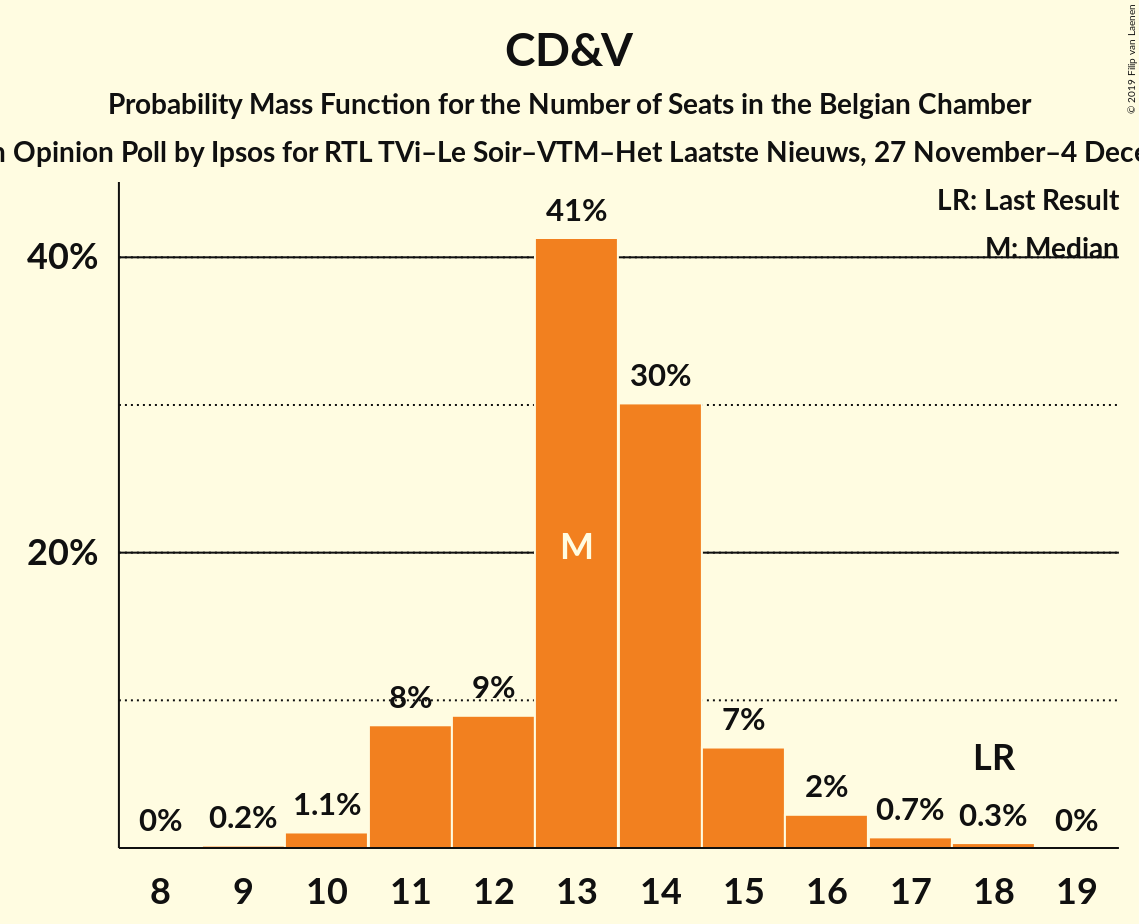 CD&V
Probability Mass Function for the Number of Seats in the Belgian Chamber
Opinion Poll by Ipsos for RTL TVi–Le Soir–VTM–Het Laatste Nieuws, 27 November–4
© 2019 Filip van Laenen
LR: Last Result
M: Median
40%
20%
0%
0.2%
1.1%
8%
9%
41%
M
30%
7%
2%
0.7%
LR
0.3%
0%
8 9 10 11 12 13 14 15 16 17 18 19